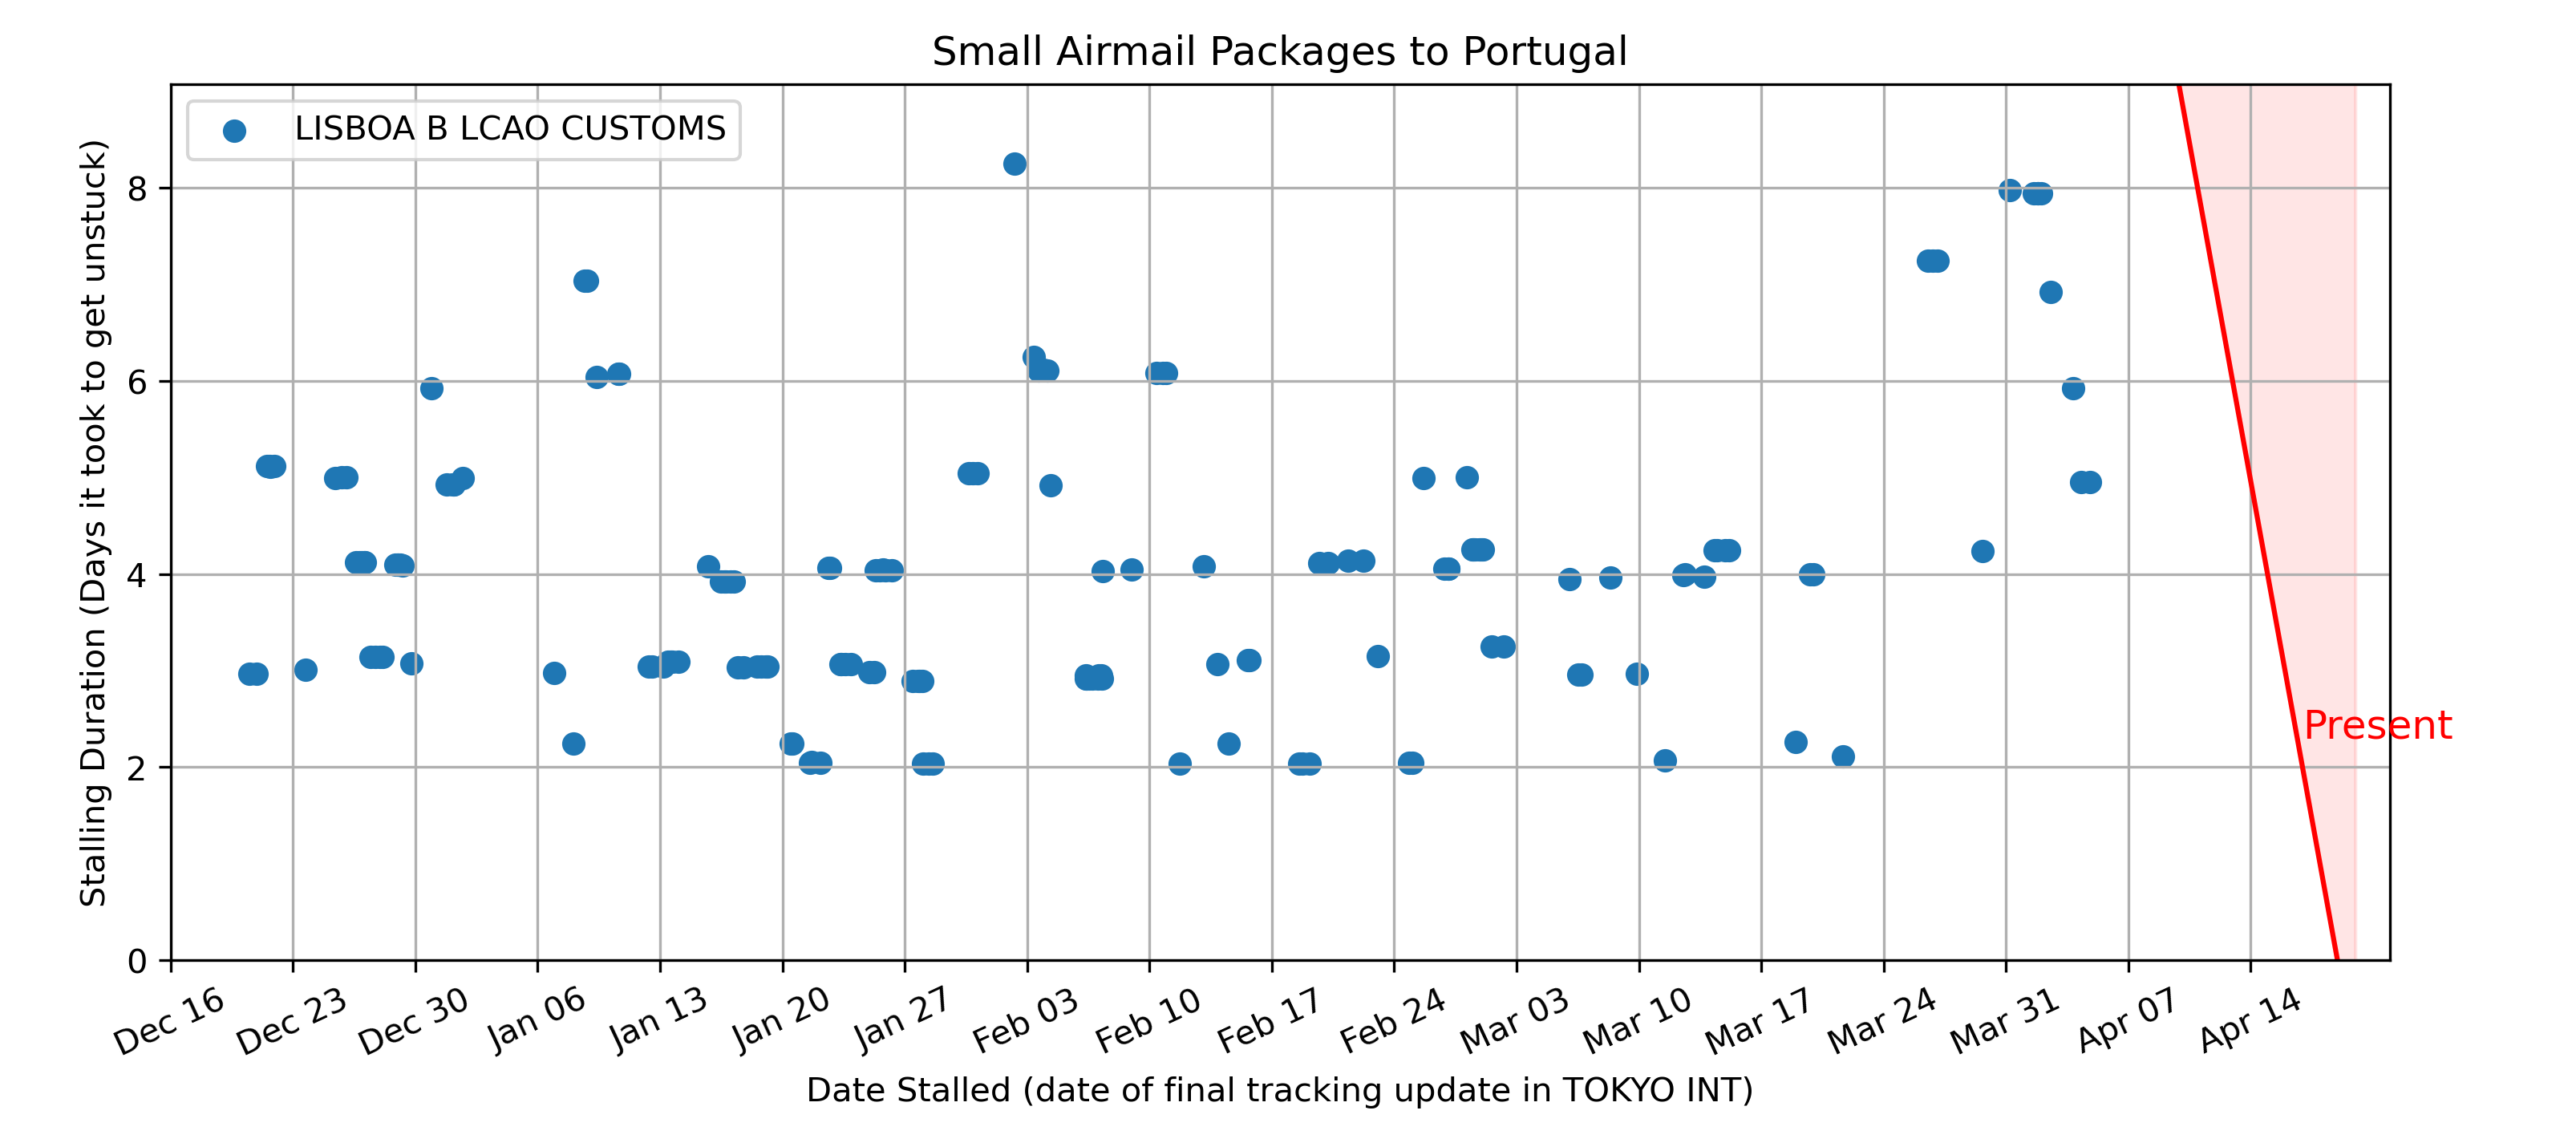 Small Airmail Packages to Portugal
LISBOA B LCAO CUSTOMS
Stalling Duration (Days it took to get unstuck)
8
6
4
2
0
Present
Dec 16
Dec 23
Dec 30
Jan 06
Jan 13
Jan 20
Jan 27
Feb 03
Feb 10
Feb 17
Feb 24
Mar 03
Mar 10
Mar 17
Mar 24
Mar 31
Apr 07
Apr 14
Date Stalled (date of final tracking update in TOKYO INT)